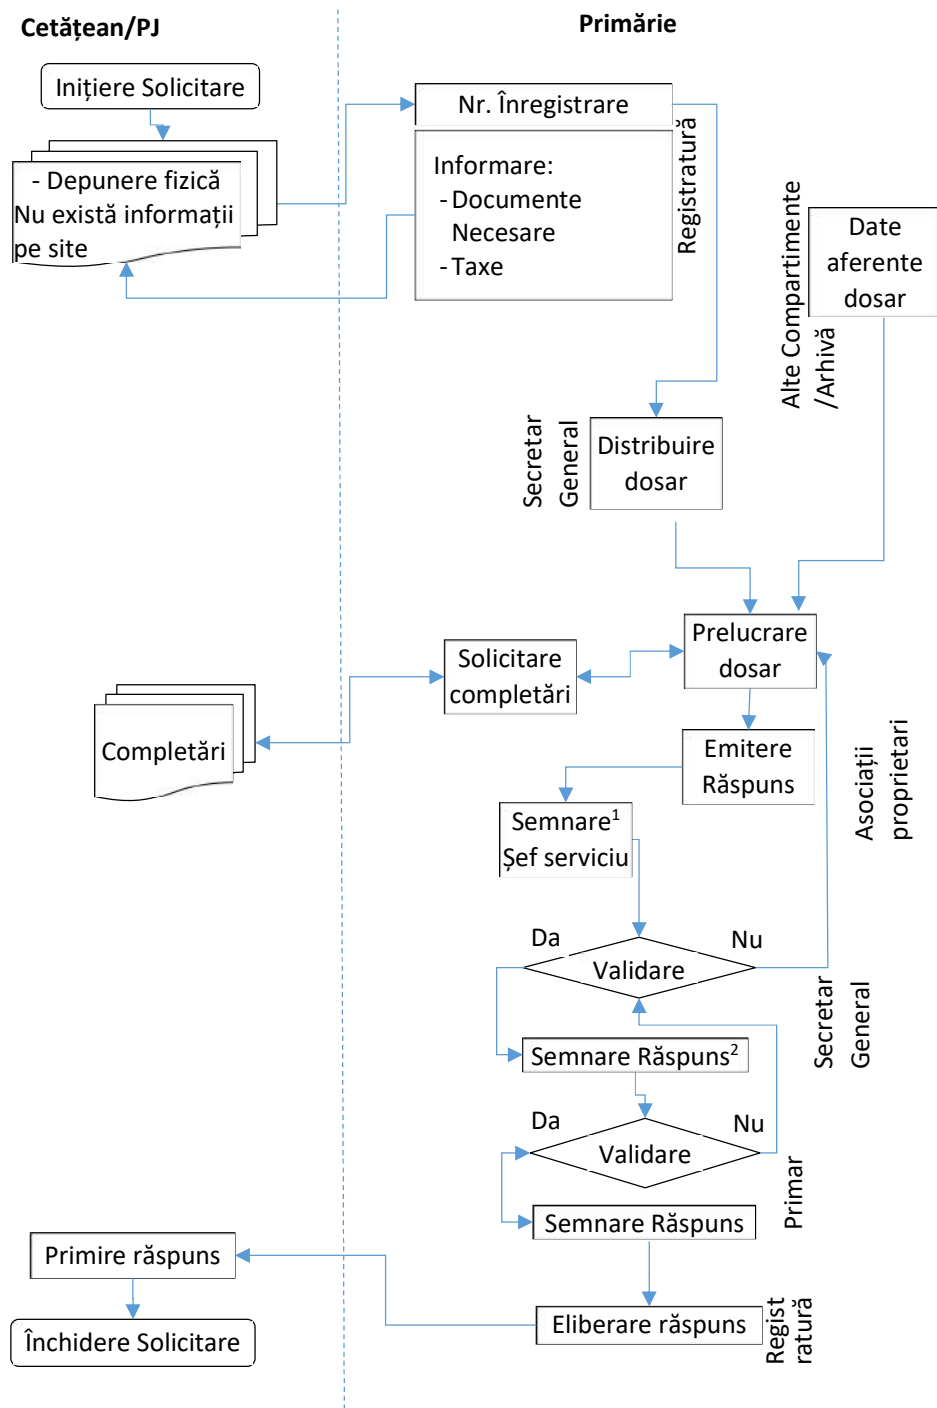 Cetățean/PJ
Primărie
Inițiere Solicitare
Nr. Înregistrare
- Depunere fizică
Nu există informații
pe site
Informare:
- Documente
Necesare
- Taxe
Registratură
Date
aferente
dosar
Alte Compartimente
/Arhivă
Secretar
General
Distribuire
dosar
Prelucrare
dosar
Solicitare
completări
Completări
Emitere
Răspuns
Asociații
proprietari
Semnare1
Șef serviciu
Da
Nu
Validare
Secretar
General
Semnare Răspuns2
Da
Nu
Validare
Primar
Semnare Răspuns
Primire răspuns
Eliberare răspuns
Regist
ratură
Închidere Solicitare